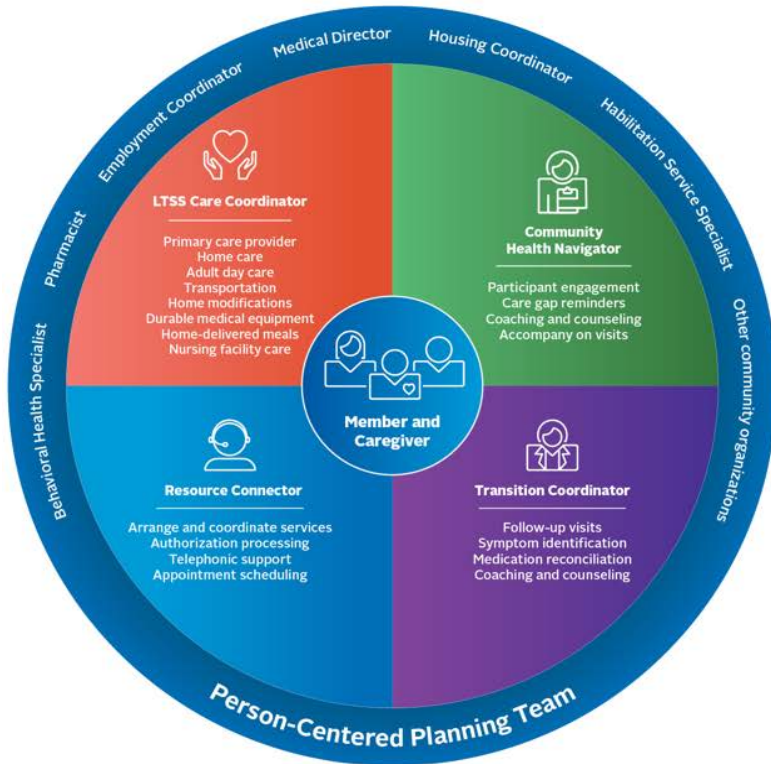 Behavioral Health Specialist
Pharmacist
Employment Coordinator
Medical Director
Housing Coordinator
Habilitation Service Specialist
Other community organizations
LTSS Care Coordinator
Primary care provider
Home care
Adult day care
Transportation
Home modifications
Durable medical equipment
Home-delivered meals
Nursing facility care
Community
Health Navigator
Participant engagement
Care gap reminders
Coaching and counseling
Accompany on visits
Member and
Caregiver
Resource Connector
Arrange and coordinate services
Authorization processing
Telephonic support
Appointment scheduling
Transition Coordinator
Follow-up visits
Symptom identification
Medication reconciliation
Coaching and counseling
Person-Centered Planning Team